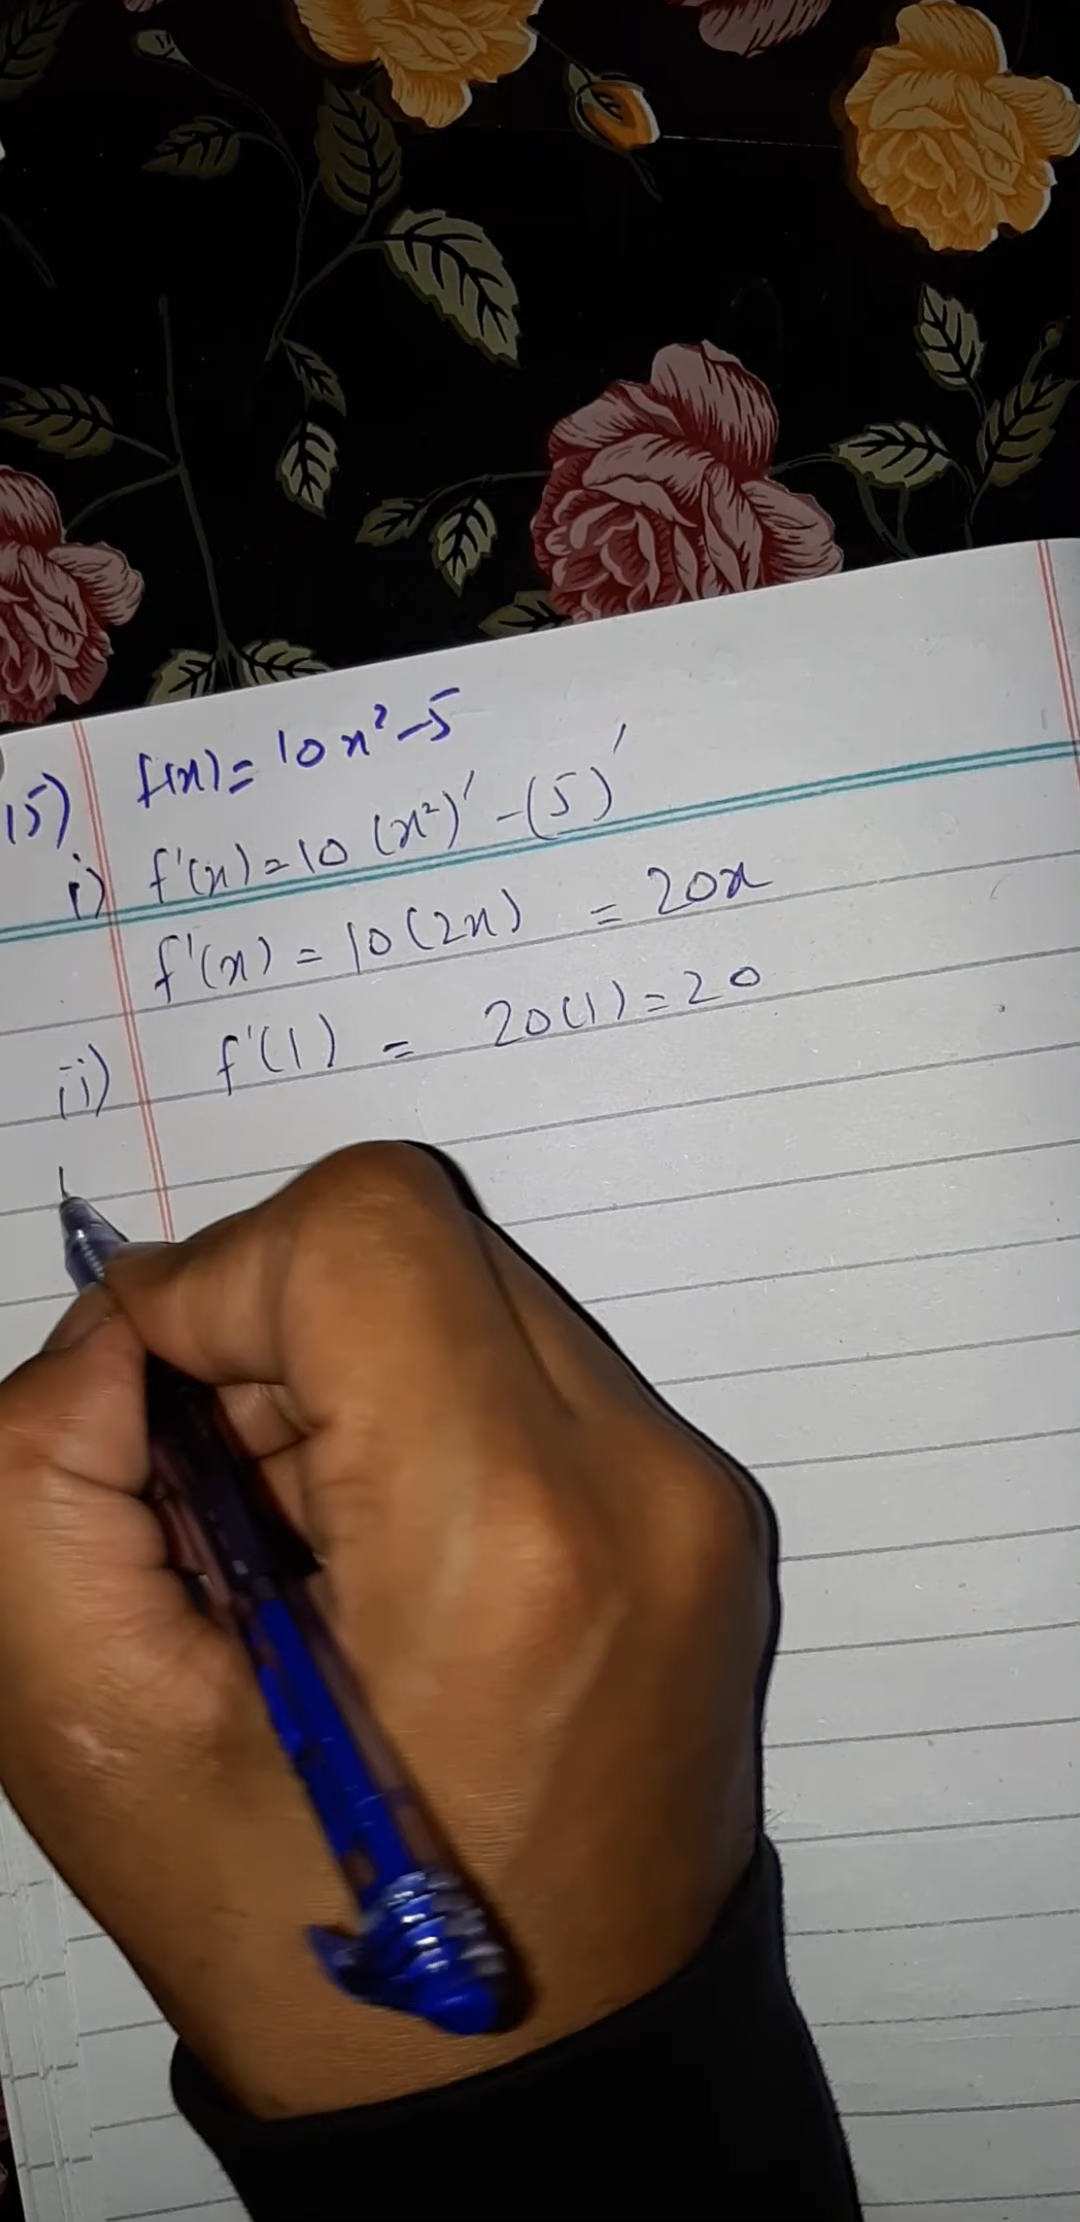 15) f(x) = 10x² - 5
i) f'(x) = 10 (x²)' - (5)'
f'(x) = 10 (2x) = 20x
ii) f'(1) = 20(1) = 20